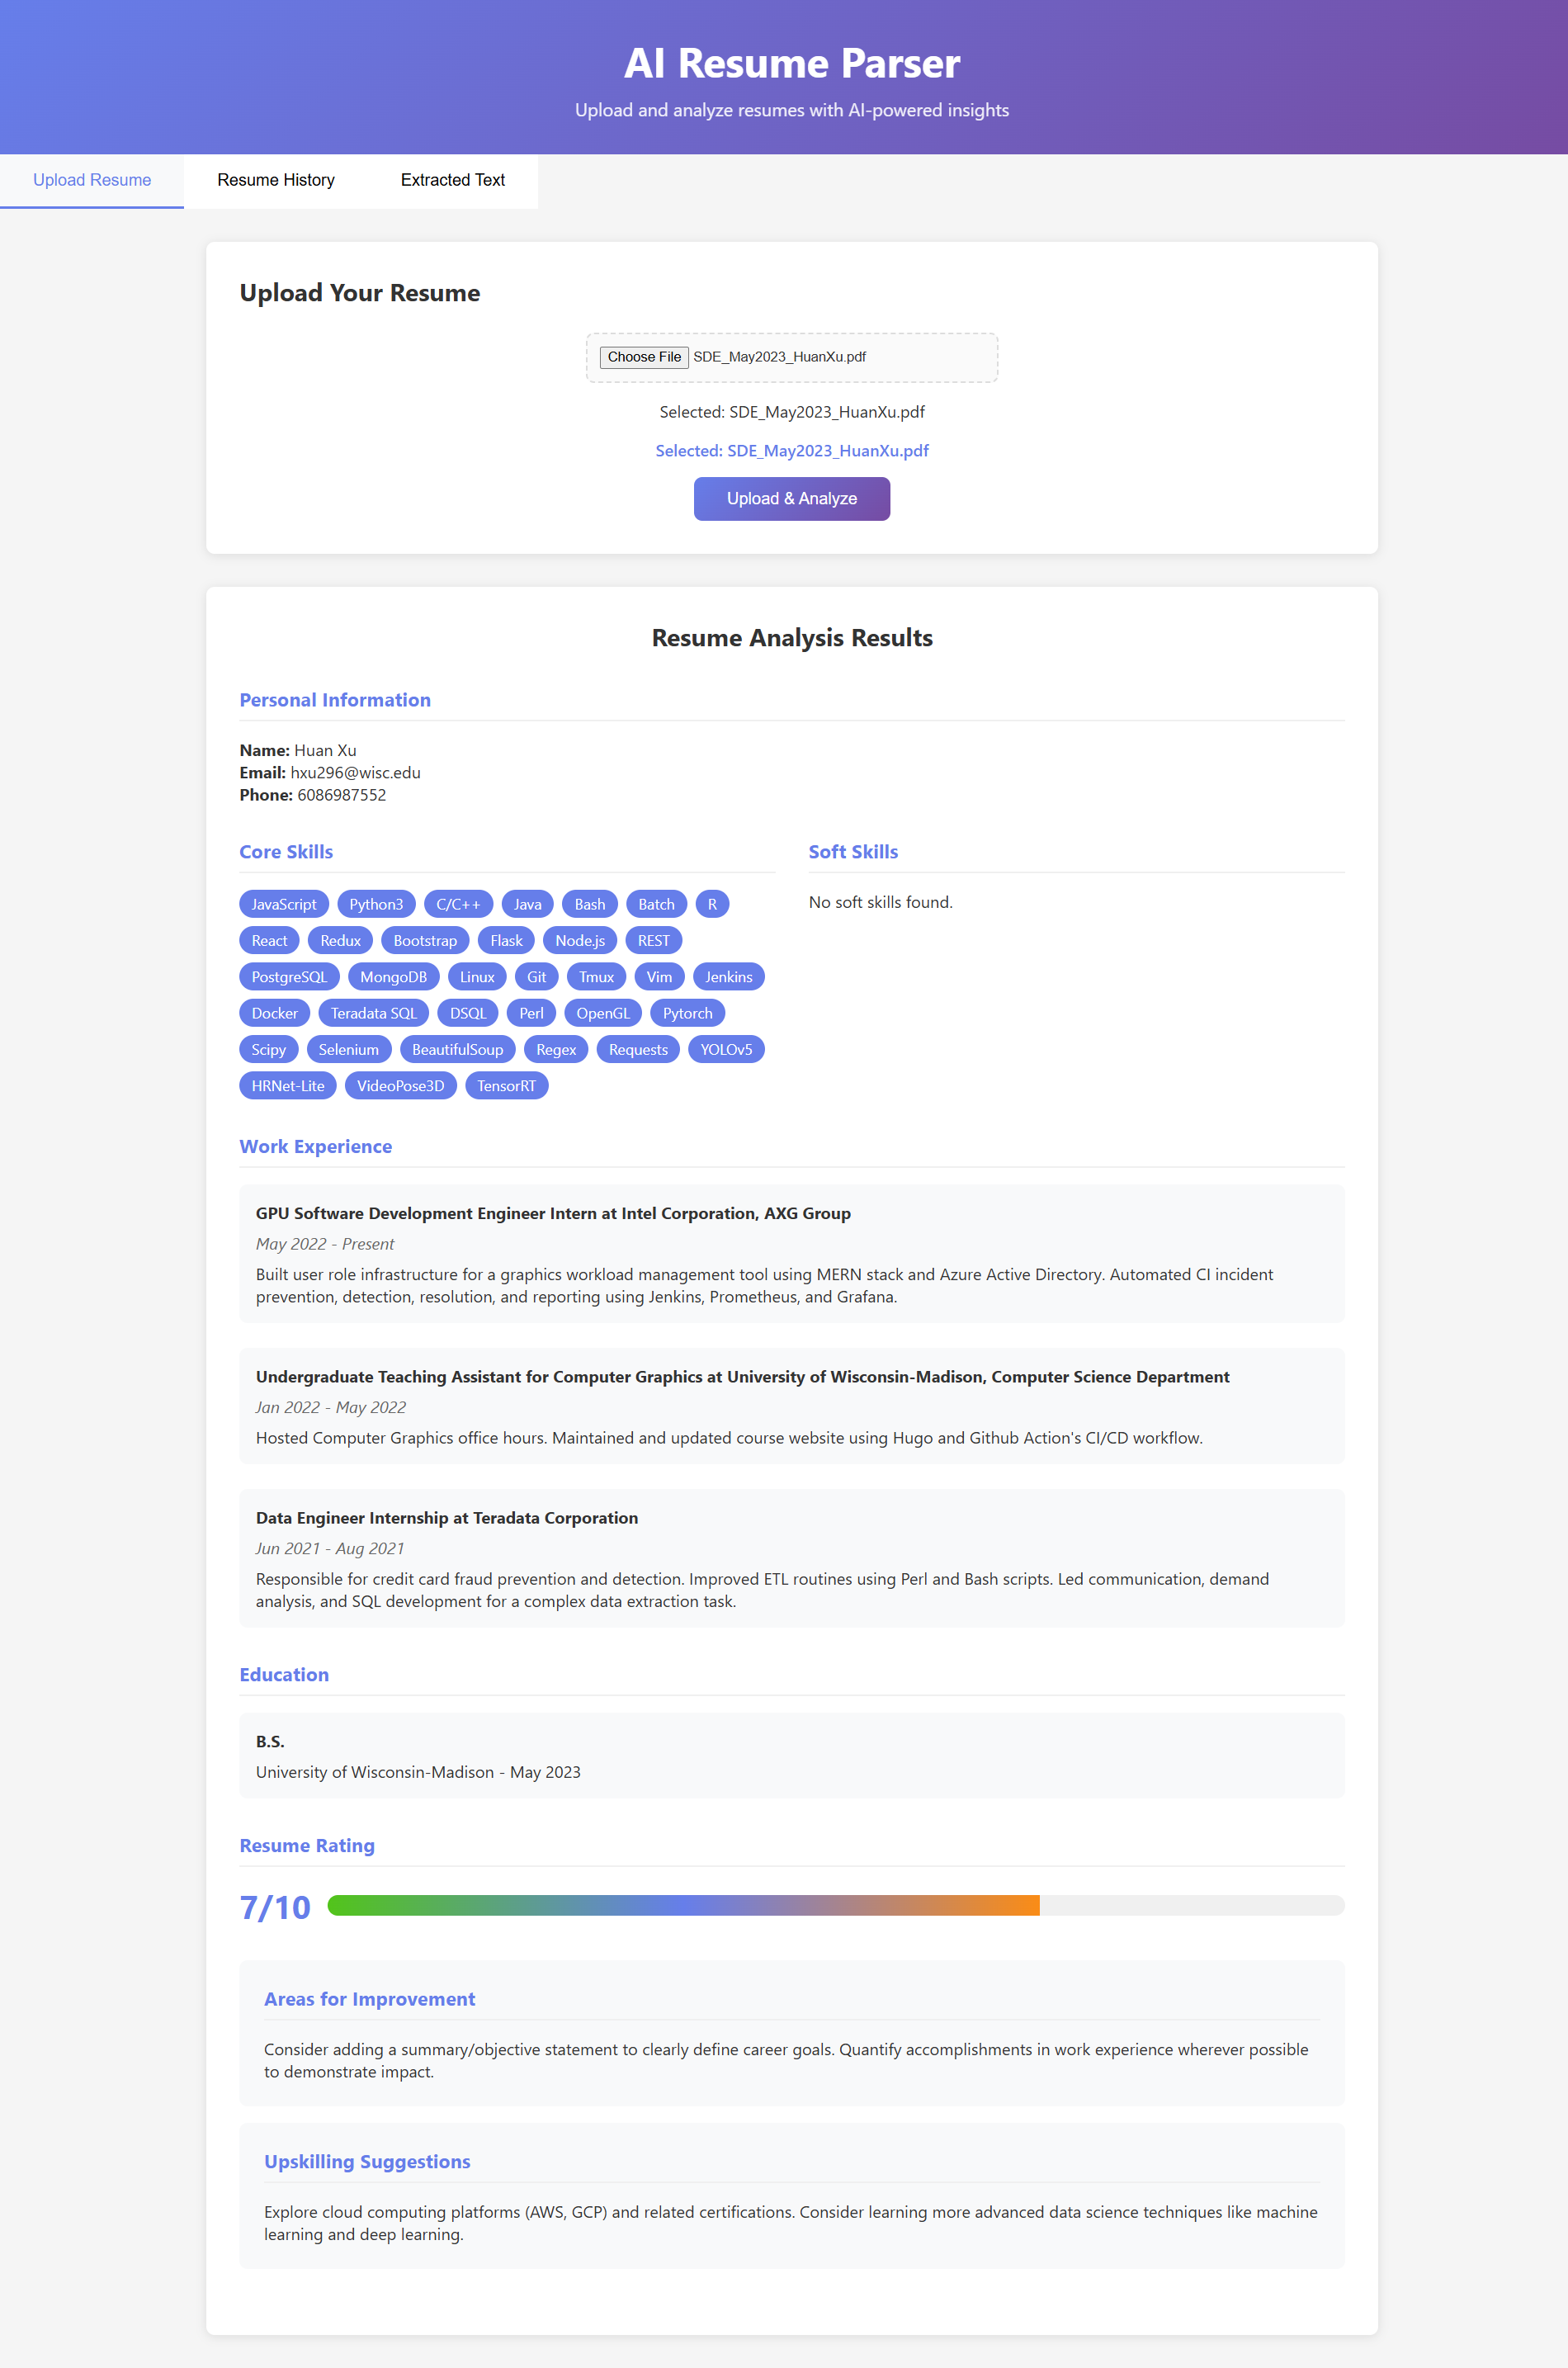 AI Resume Parser
Upload and analyze resumes with AI-powered insights
Upload Resume
Resume History
Extracted Text
Upload Your Resume
Choose File SDE_May2023_HuanXu.pdf
Selected: SDE_May2023_HuanXu.pdf
Selected: SDE_May2023_HuanXu.pdf
Upload & Analyze
Resume Analysis Results
Personal Information
Name: Huan Xu
Email: hxu296@wisc.edu
Phone: 6086987552
Core Skills
JavaScript Python3 C/C++ Java Bash Batch R
React Redux Bootstrap Flask Node.js REST
PostgreSQL MongoDB Linux Git Tmux Vim Jenkins
Docker Teradata SQL DSQL Perl OpenGL Pytorch
Scipy Selenium BeautifulSoup Regex Requests YOLOv5
HRNet-Lite VideoPose3D TensorRT
Soft Skills
No soft skills found.
Work Experience
GPU Software Development Engineer Intern at Intel Corporation, AXG Group
May 2022 - Present
Built user role infrastructure for a graphics workload management tool using MERN stack and Azure Active Directory. Automated CI incident
prevention, detection, resolution, and reporting using Jenkins, Prometheus, and Grafana.
Undergraduate Teaching Assistant for Computer Graphics at University of Wisconsin-Madison, Computer Science Department
Jan 2022 - May 2022
Hosted Computer Graphics office hours. Maintained and updated course website using Hugo and Github Action's CI/CD workflow.
Data Engineer Internship at Teradata Corporation
Jun 2021 - Aug 2021
Responsible for credit card fraud prevention and detection. Improved ETL routines using Perl and Bash scripts. Led communication, demand
analysis, and SQL development for a complex data extraction task.
Education
B.S.
University of Wisconsin-Madison - May 2023
Resume Rating
7/10
Areas for Improvement
Consider adding a summary/objective statement to clearly define career goals. Quantify accomplishments in work experience wherever possible
to demonstrate impact.
Upskilling Suggestions
Explore cloud computing platforms (AWS, GCP) and related certifications. Consider learning more advanced data science techniques like machine
learning and deep learning.